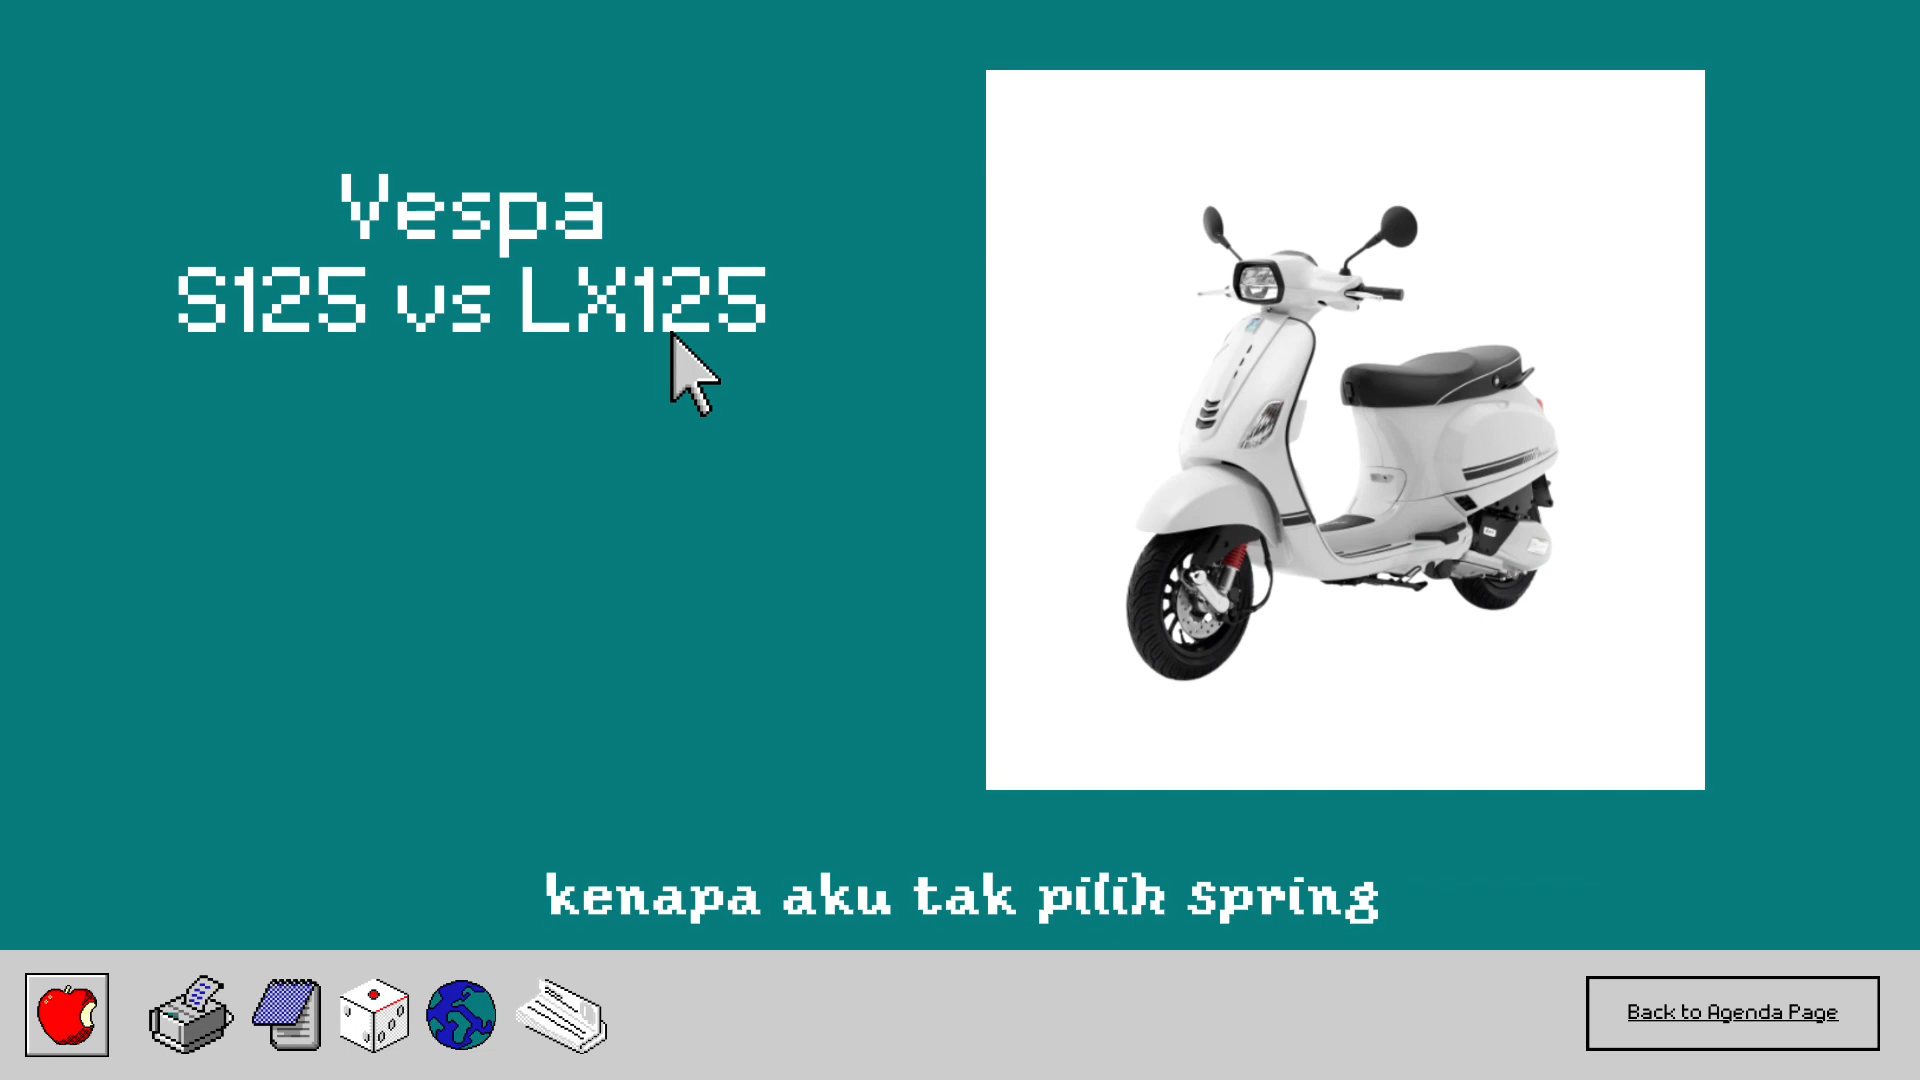 Vespa
S125 vs LX125
kenapa aku tak pilih spring
Back to Agenda Page